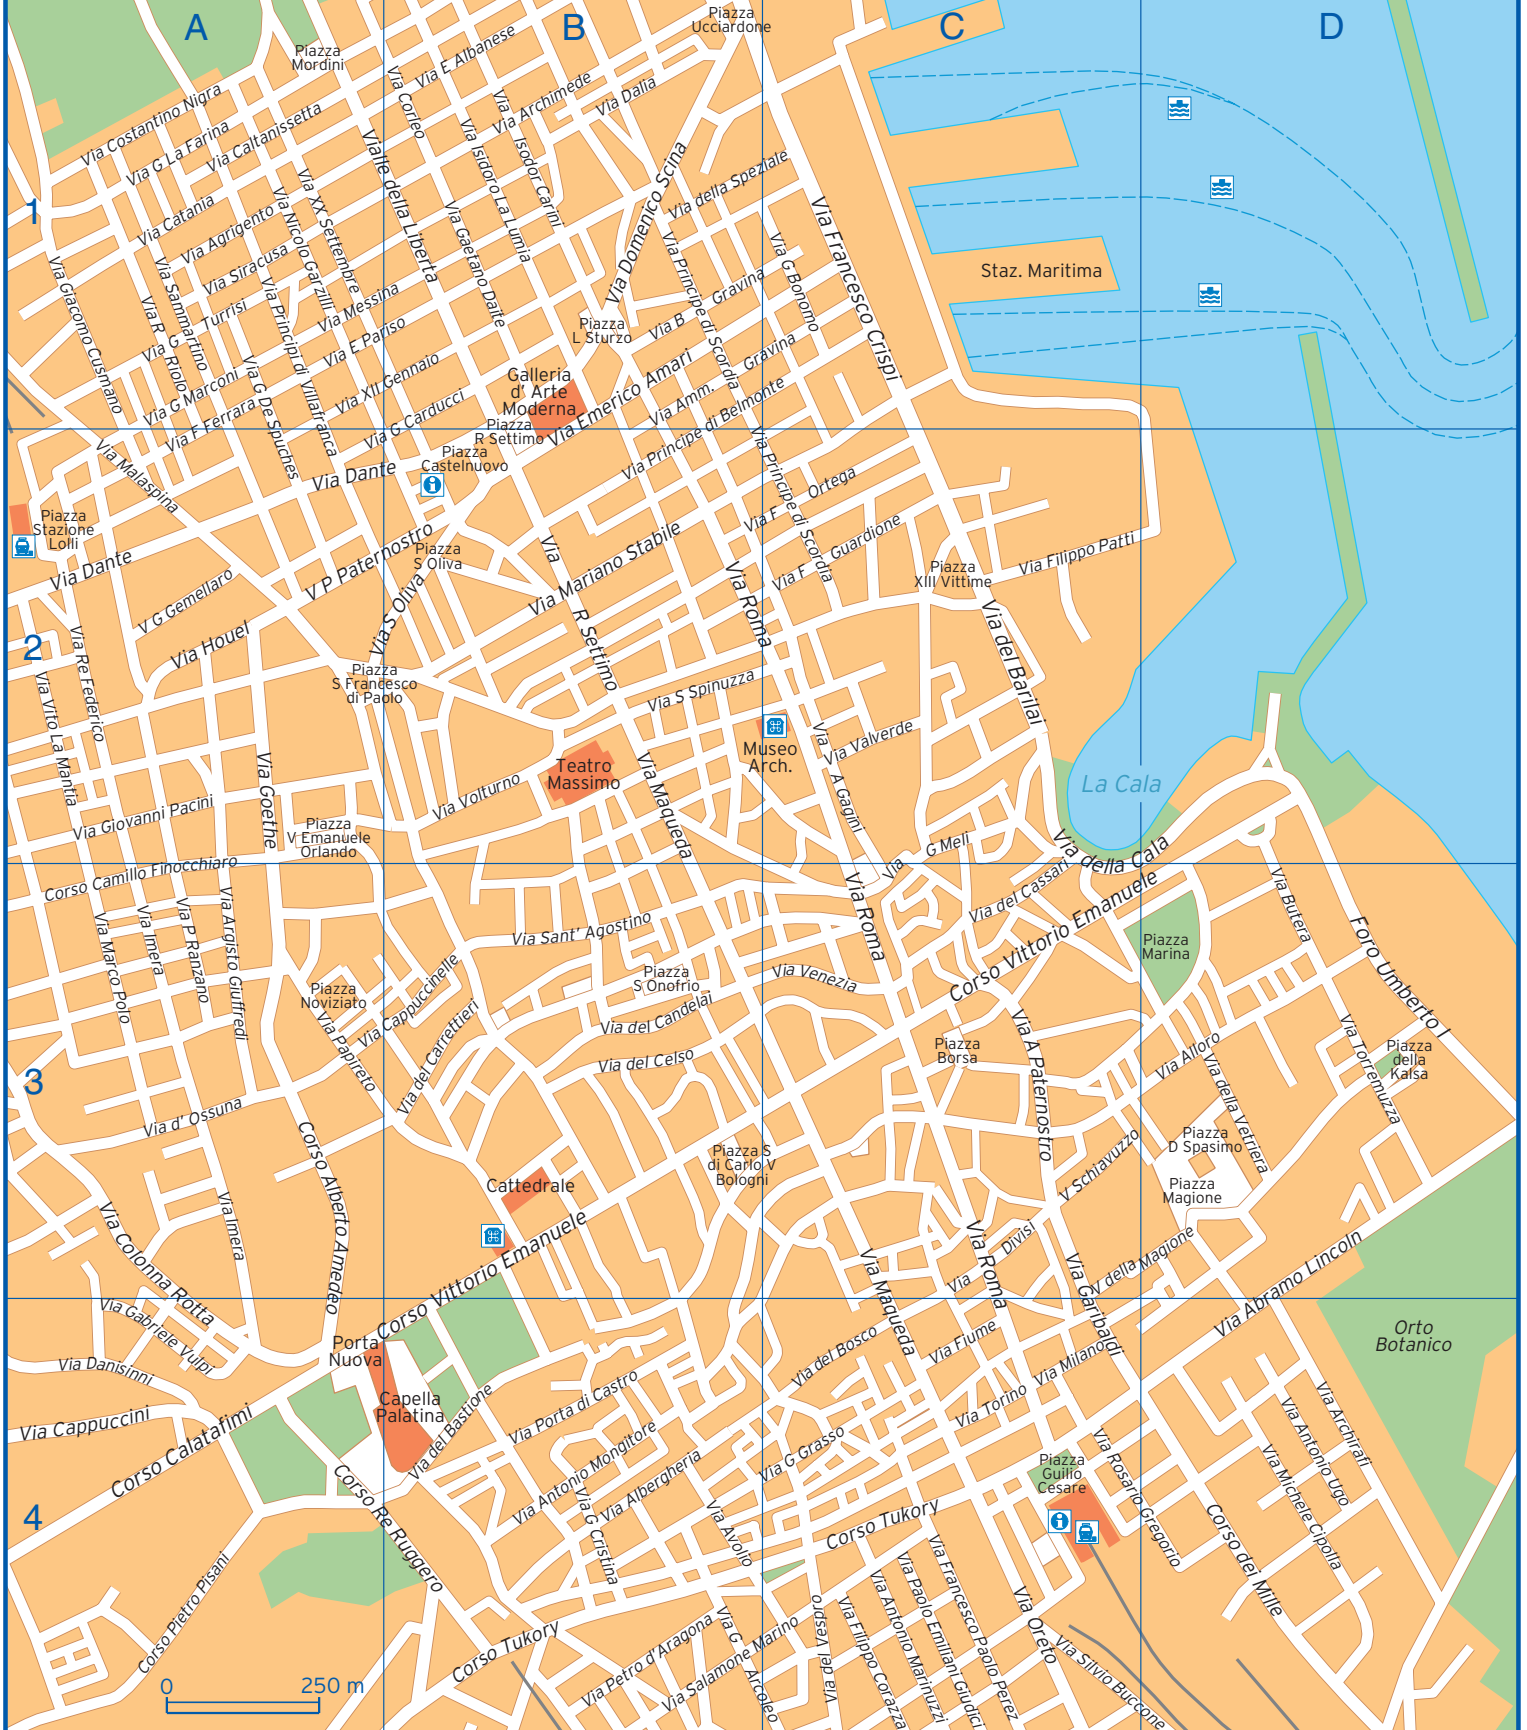 A
B
C
D
1
2
3
4
Piazza
Mordini
Piazza
Ucciardone
Via Costantino Nigra
Via G La Farina
Via Caltanissetta
Via Catania
Via Agrigento
Via Siracusa
Via G Turrisi
Via Messina
Via E Pariso
Via XII Gennaio
Via G Marconi
Via F Ferrara
Via G Carducci
Via E Albanese
Via Archimede
Via Dalia
Via Corleo
Vialle della Liberta
Via Isidoro La Lumia
Via Isodor Carini
Via Gaetano Daite
Via XX Settembre
Via Nicolo Garzilli
Via Principi di Villafranca
Via Sammartino
Via R Riolo
Via G De Spuches
Via Giacomo Cusmano
Via Domenico Scina
Via della Speziale
Via Principe di Scordia
Via G Bonomo
Via Francesco Crispi
Via B Gravina
Via Amm. Gravina
Via Emerico Amari
Via Principe di Belmonte
Piazza
L Sturzo
Galleria
d' Arte
Moderna
Piazza
R Settimo
Piazza
Castelnuovo
Staz. Maritima
Via Malaspina
Via Dante
Piazza
Stazione
Lolli
Via Dante
V G Gemellaro
V P Paternostro
Via Houel
Via S Oliva
Piazza
S Oliva
Via R Settimo
Via Mariano Stabile
Via Roma
Via Principe di Scordia
Via F Ortega
Via F Guardione
Piazza
XIII Vittime
Via Filippo Patti
Via del Barilai
Piazza
S Francesco
di Paolo
Via Re Federico
Via Vito La Mantia
Via Goethe
Via Giovanni Pacini
Piazza
V Emanuele
Orlando
Via Volturno
Teatro
Massimo
Via Maqueda
Via S Spinuzza
Museo
Arch.
Via Valverde
Via A Gagini
Via G Meli
La Cala
Via della Cala
Corso Camillo Finocchiaro
Via Marco Polo
Via Imera
Via P Ranzano
Via Argisto Giuffredi
Via Sant' Agostino
Via Roma
Via del Cassari
Corso Vittorio Emanuele
Piazza
Marina
Via Butera
Foro Umberto I
Piazza
Noviziato
Via Cappuccinelle
Via Papireto
Via del Carrettieri
Piazza
S Onofrio
Via del Candelai
Via del Celso
Via Venezia
Piazza
Borsa
Via A Paternostro
Via Alloro
Via della Vetriera
Via Torremuzza
Piazza
della
Kalsa
Via d' Ossuna
Corso Alberto Amedeo
Via Imera
Via Colonna Rotta
Cattedrale
Corso Vittorio Emanuele
Piazza S
di Carlo V
Bologni
V Schiavuzzo
Piazza
D Spasimo
Piazza
Magione
Via Divisi
Via Roma
Via Maqueda
V della Magione
Via Garibaldi
Via Abramo Lincoln
Orto
Botanico
Via Gabriele Vulpi
Via Danisinni
Via Cappuccini
Corso Calatafimi
Porta
Nuova
Capella
Palatina
Via del Bastione
Via Porta di Castro
Via del Bosco
Via Fiume
Via Milano
Via Torino
Via G Grasso
Via Antonio Mongitore
Via Albergheria
Via G Cristina
Via Avolio
Corso Tukory
Piazza
Guilio
Cesare
Via Rosario Gregorio
Corso dei Mille
Via Michele Cipolla
Via Antonio Ugo
Via Archirafi
Corso Re Ruggero
Corso Pietro Pisani
Corso Tukory
Via Petro d'Aragona
Via Salamone Marino
Via G Arcoleo
Via del Vespro
Via Filippo Corazza
Via Antonio Marinuzzi
Via Paolo Emiliani Giudici
Via Francesco Paolo Perez
Via Oreto
Via Silvio Buccone
0 250 m